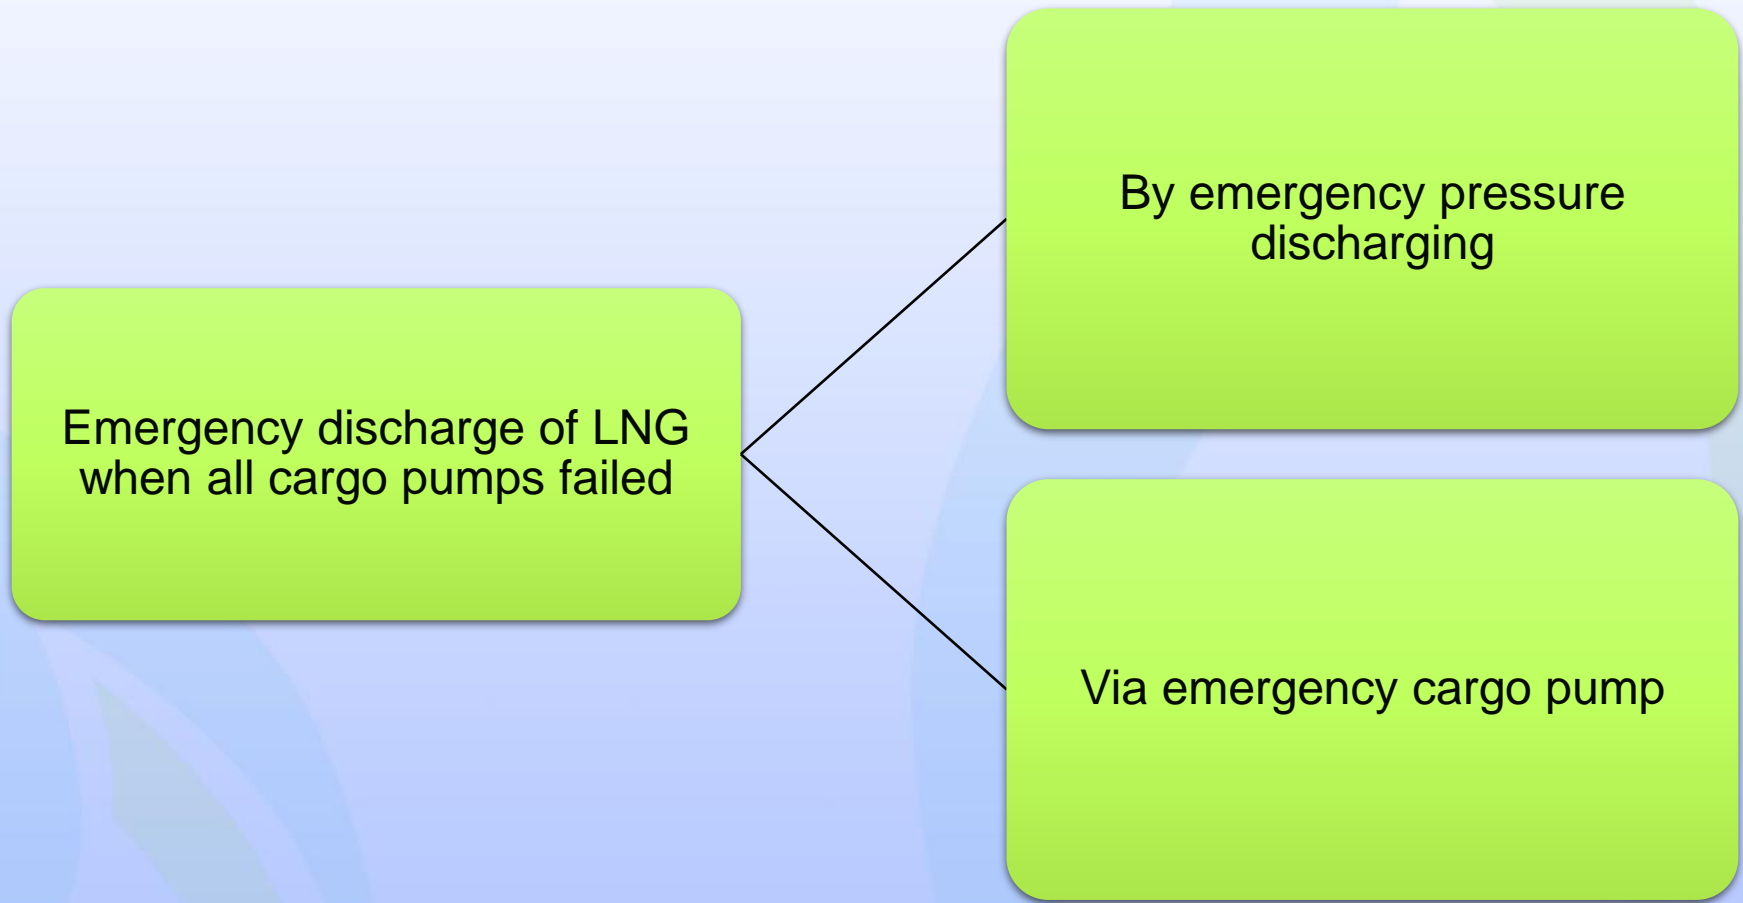 Emergency discharge of LNG
when all cargo pumps failed
By emergency pressure
discharging
Via emergency cargo pump